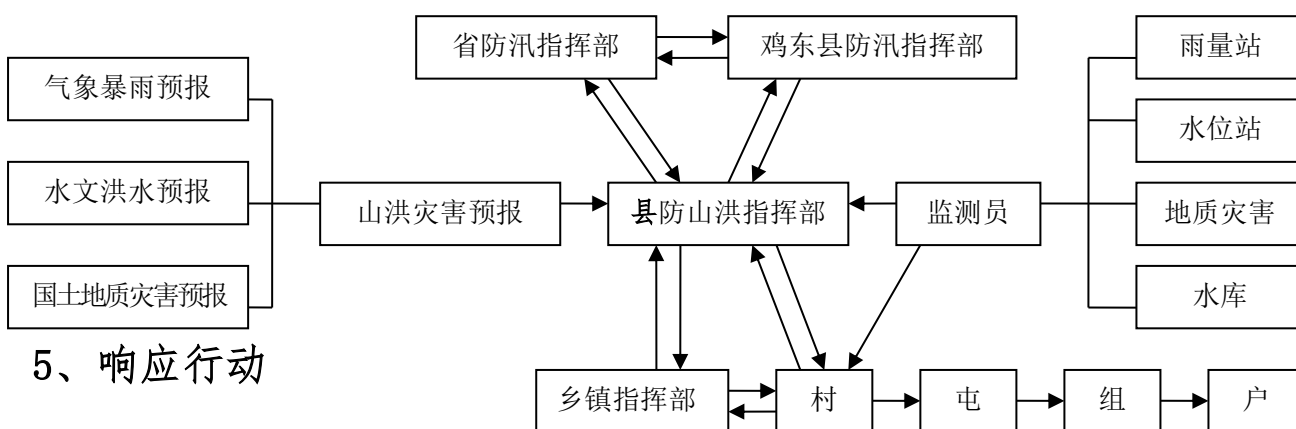 省防汛指挥部
鸡东县防汛指挥部
雨量站
气象暴雨预报
水位站
水文洪水预报
山洪灾害预报
县防山洪指挥部
监测员
地质灾害
国土地质灾害预报
水库
5、响应行动
乡镇指挥部
村
屯
组
户